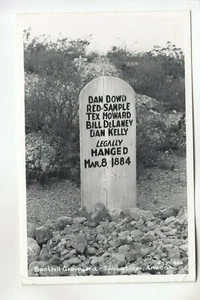 DAN DOWD
RED-SAMPLE
TEX HOWARD
BILL DELANEY
DAN KELLY
LEGALLY
HANGED
MAR. 8, 1884
Boothill Graveyard - Tombstone, Arizona